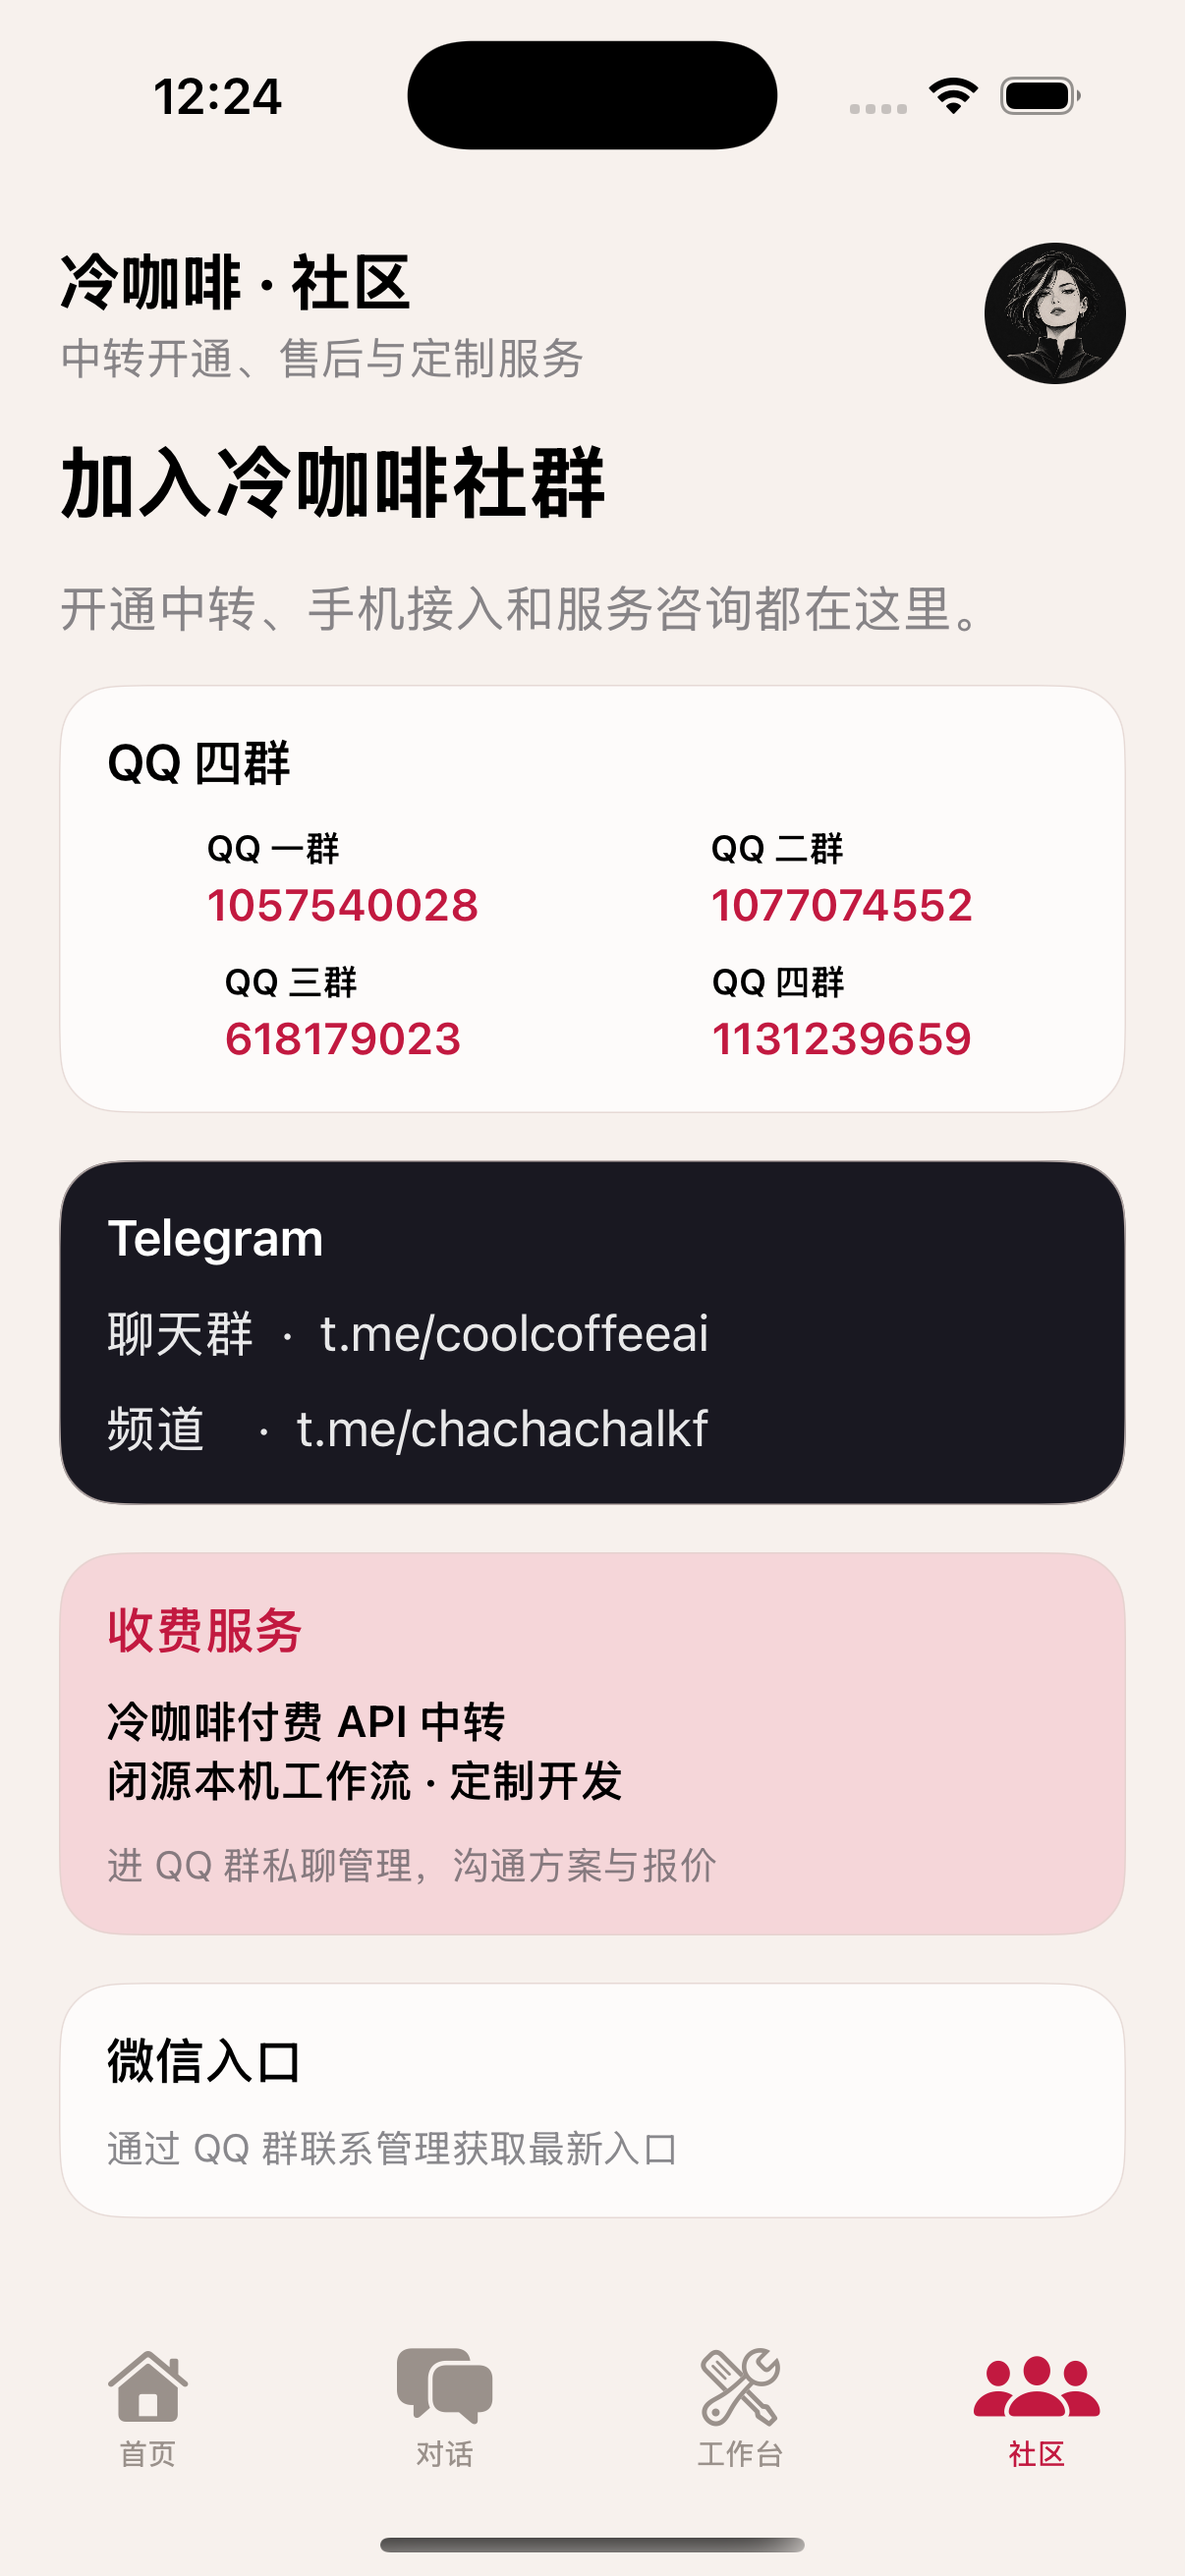 12:24
冷咖啡 · 社区
中转开通、售后与定制服务
加入冷咖啡社群
开通中转、手机接入和服务咨询都在这里。
QQ 四群
QQ 一群
1057540028
QQ 二群
1077074552
QQ 三群
618179023
QQ 四群
1131239659
Telegram
聊天群 · t.me/coolcoffeeai
频道 · t.me/chachachalkf
收费服务
冷咖啡付费 API 中转
闭源本机工作流 · 定制开发
进 QQ 群私聊管理，沟通方案与报价
微信入口
通过 QQ 群联系管理获取最新入口
首页
对话
工作台
社区